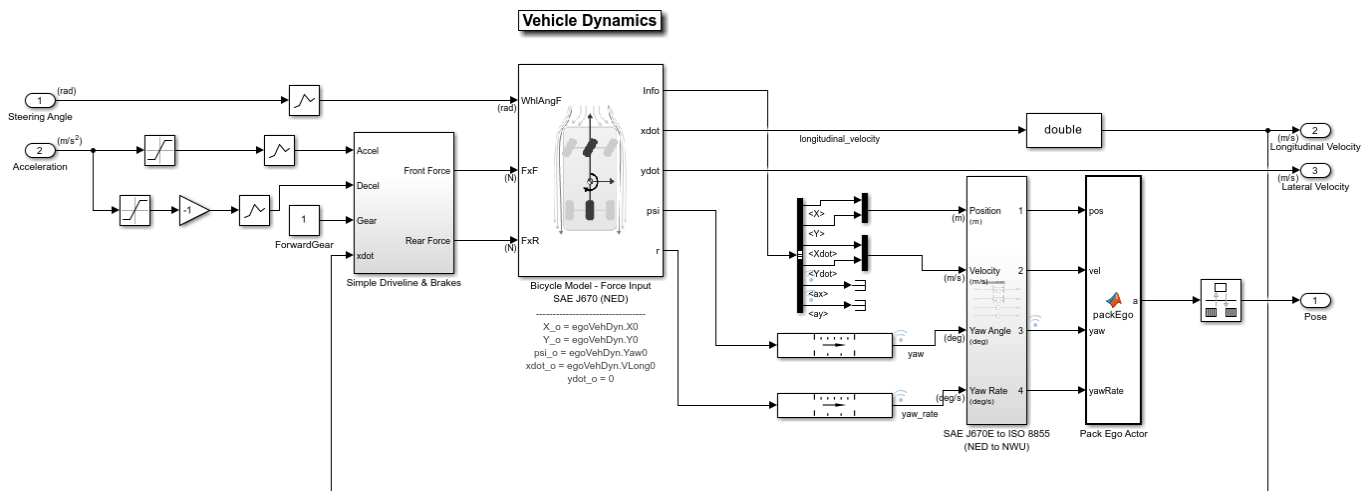 Vehicle Dynamics
1
(rad)
Steering Angle
2
(m/s²)
Acceleration
-1
1
ForwardGear
Accel
Decel
Gear
xdot
Front Force
Rear Force
Simple Driveline & Brakes
(rad)
WhlAngF
(N)
FxF
(N)
FxR
Info
xdot
ydot
psi
r
Bicycle Model - Force Input
SAE J670 (NED)
--------------------------------
X_o = egoVehDyn.X0
Y_o = egoVehDyn.Y0
psi_o = egoVehDyn.Yaw0
xdot_o = egoVehDyn.VLong0
ydot_o = 0
longitudinal_velocity
double
<X>
<Y>
<Xdot>
<Ydot>
<ax>
<ay>
yaw
yaw_rate
(m)
Position
(m)
1
(m/s)
Velocity
(m/s)
2
(deg)
Yaw Angle
(deg)
3
(deg/s)
Yaw Rate
(deg/s)
4
SAE J670E to ISO 8855
(NED to NWU)
pos
vel
yaw
yawRate
packEgo
a
Pack Ego Actor
2
(m/s)
Longitudinal Velocity
3
(m/s)
Lateral Velocity
1
Pose